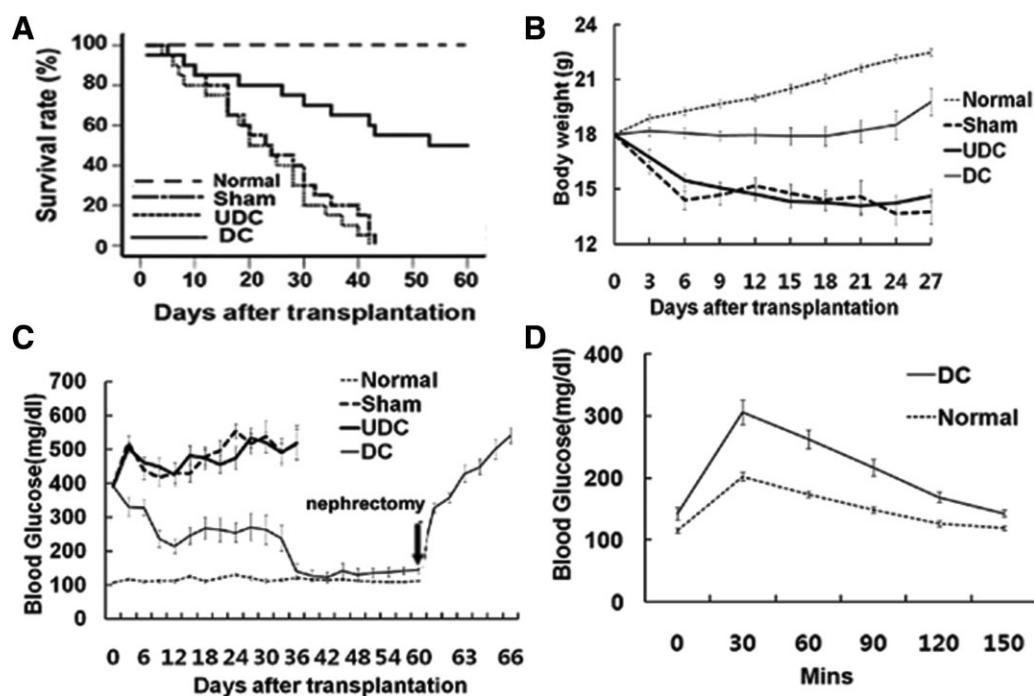 A
Survival rate (%)
100
80
60
40
20
0
Normal
Sham
UDC
DC
0 10 20 30 40 50 60
Days after transplantation
B
Body weight (g)
24
21
18
15
12
Normal
Sham
UDC
DC
0 3 6 9 12 15 18 21 24 27
Days after transplantation
C
Blood Glucose(mg/dl)
700
600
500
400
300
200
100
0
Normal
Sham
UDC
DC
nephrectomy
0 6 12 18 24 30 36 42 48 54 60 63 66
Days after transplantation
D
Blood Glucose(mg/dl)
400
300
200
100
0
DC
Normal
0 30 60 90 120 150
Mins